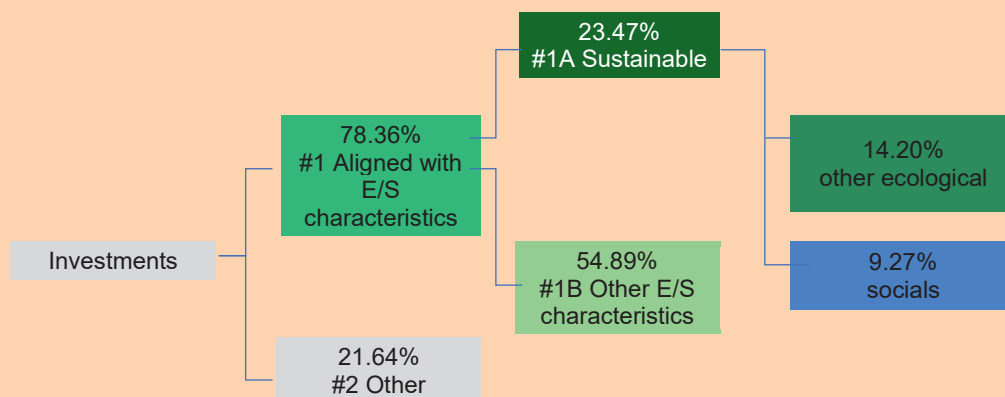 Investments
78.36%
#1 Aligned with
E/S
characteristics
21.64%
#2 Other
23.47%
#1A Sustainable
54.89%
#1B Other E/S
characteristics
14.20%
other ecological
9.27%
socials